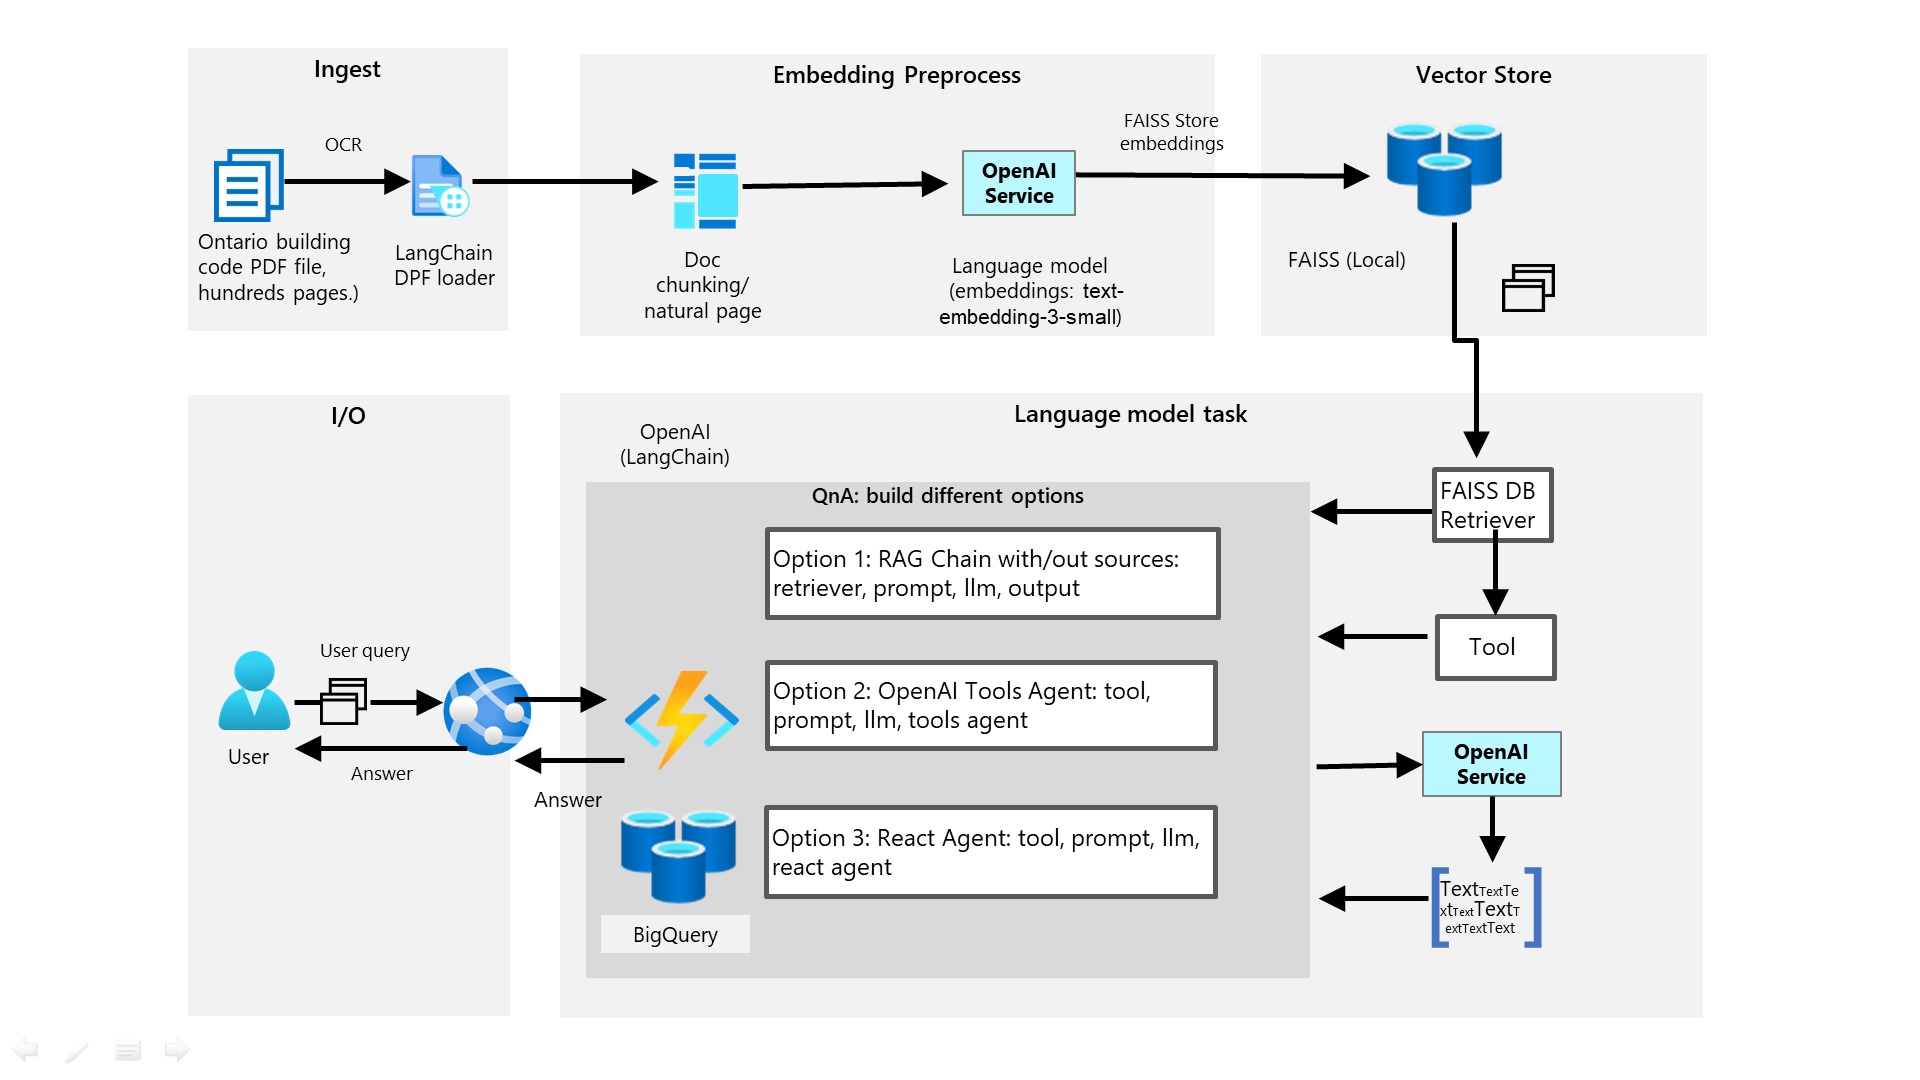 Ingest
OCR
Ontario building
code PDF file,
hundreds pages.)
LangChain
DPF loader
Embedding Preprocess
Doc
chunking/
natural page
OpenAI
Service
Language model
(embeddings: text-
embedding-3-small)
FAISS Store
embeddings
Vector Store
FAISS (Local)
I/O
User query
User
Answer
Answer
Language model task
OpenAI
(LangChain)
QnA: build different options
Option 1: RAG Chain with/out sources:
retriever, prompt, llm, output
Option 2: OpenAI Tools Agent: tool,
prompt, llm, tools agent
Option 3: React Agent: tool, prompt, llm,
react agent
BigQuery
FAISS DB
Retriever
Tool
OpenAI
Service
TextTextTe
xtTextTextT
extTextText